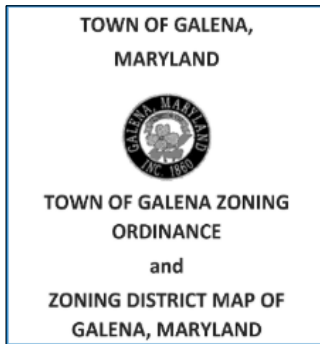 TOWN OF GALENA,
MARYLAND
GALENA, MARYLAND
INC. 1860
TOWN OF GALENA ZONING
ORDINANCE
and
ZONING DISTRICT MAP OF
GALENA, MARYLAND